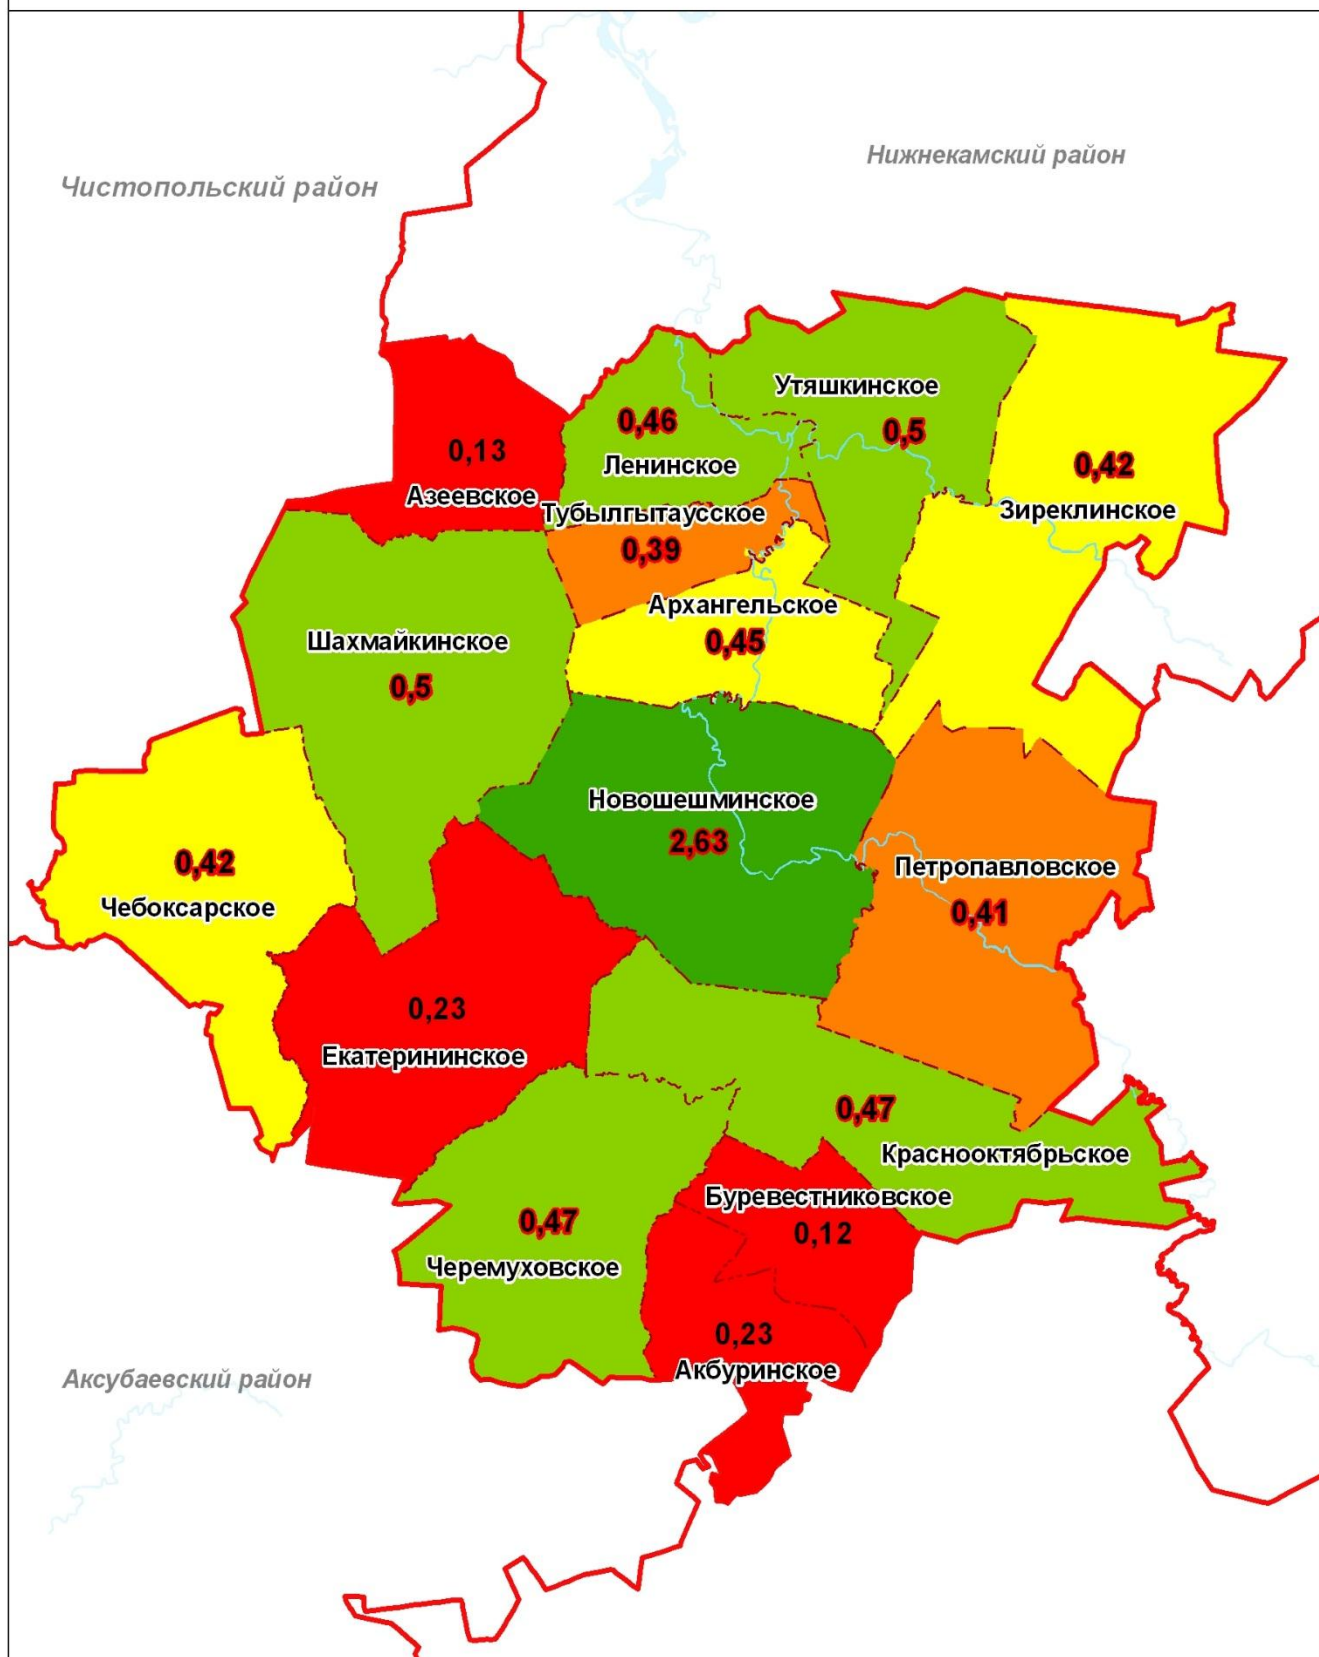 Нижнекамский район
Чистопольский район
Утяшкинское
0,5
0,46
Ленинское
0,13
Азеевское
0,42
Зиреклинское
Тубылгытаусское
0,39
Архангельское
0,45
Шахмайкинское
0,5
Новошешминское
2,63
0,42
Чебоксарское
Петропавловское
0,41
0,23
Екатерининское
0,47
Краснооктябрьское
Буревестниковское
0,12
0,47
Черемуховское
0,23
Акбуринское
Аксубаевский район